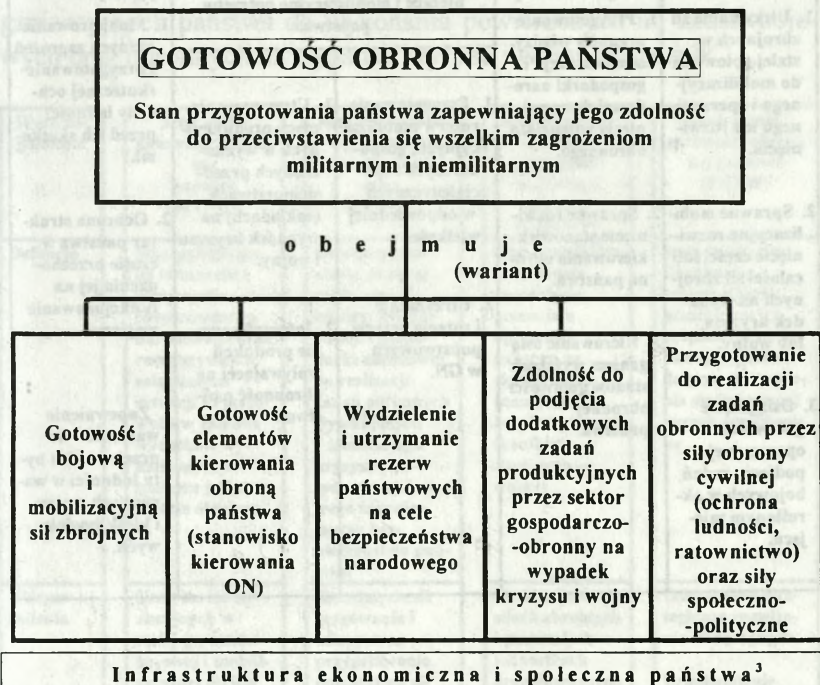 GOTOWOŚĆ OBRONNA PAŃSTWA
Stan przygotowania państwa zapewniający jego zdolność
do przeciwstawienia się wszelkim zagrożeniom
militarnym i niemilitarnym
obejmuje
(wariant)
Gotowość
bojową
i
mobilizacyjną
sił zbrojnych
Gotowość
elementów
kierowania
obroną
państwa
(stanowisko
kierowania
ON)
Wydzielenie
i utrzymanie
rezerw
państwowych
na cele
bezpieczeństwa
narodowego
Zdolność do
podjęcia
dodatkowych
zadań
produkcyjnych
przez sektor
gospodarczo-
-obronny na
wypadek
kryzysu i wojny
Przygotowanie
do realizacji
zadań
obronnych przez
siły obrony
cywilnej
(ochrona
ludności,
ratownictwo)
oraz siły
społeczno-
-polityczne
Infrastruktura ekonomiczna i społeczna państwa³